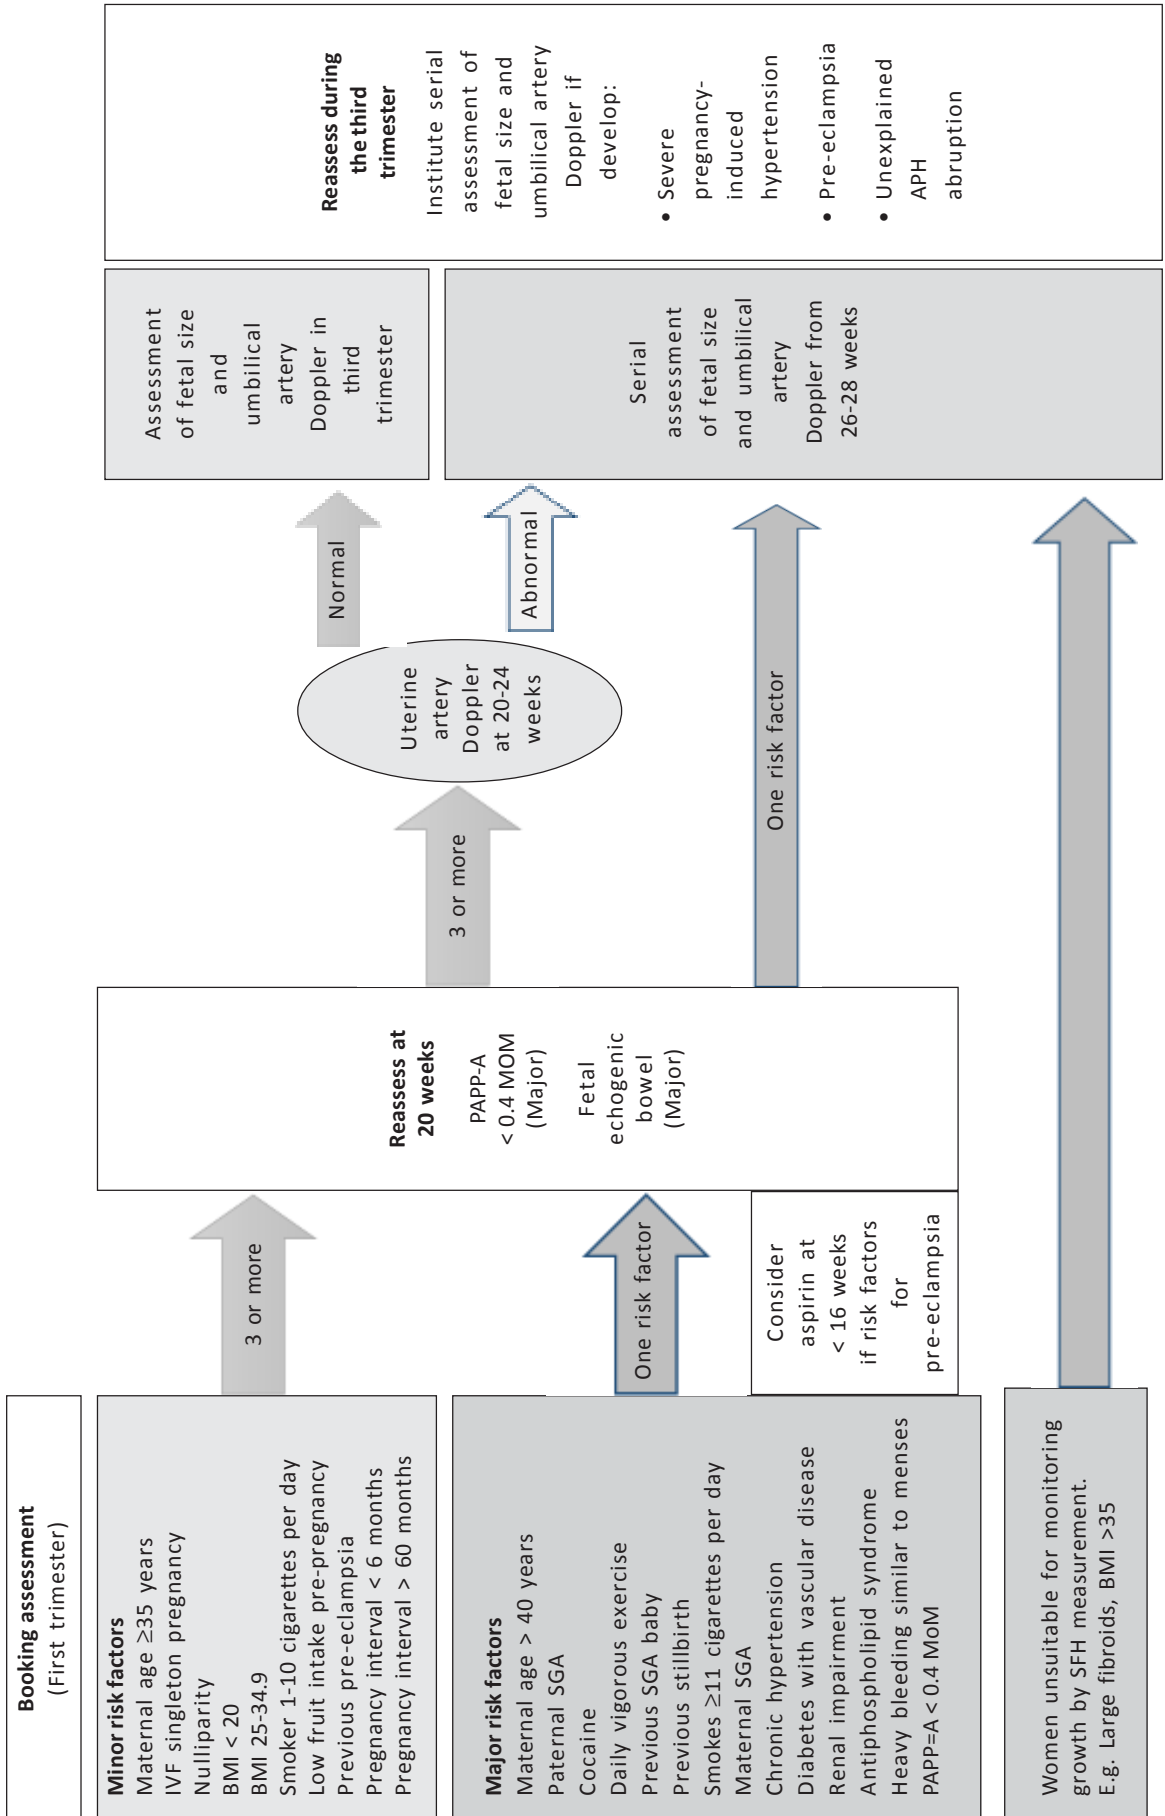 Booking assessment
(First trimester)
Minor risk factors
Maternal age ≥35 years
IVF singleton pregnancy
Nulliparity
BMI < 20
BMI 25-34.9
Smoker 1-10 cigarettes per day
Low fruit intake pre-pregnancy
Previous pre-eclampsia
Pregnancy interval < 6 months
Pregnancy interval > 60 months
Major risk factors
Maternal age > 40 years
Paternal SGA
Cocaine
Daily vigorous exercise
Previous SGA baby
Previous stillbirth
Smokes ≥11 cigarettes per day
Maternal SGA
Chronic hypertension
Diabetes with vascular disease
Renal impairment
Antiphospholipid syndrome
Heavy bleeding similar to menses
PAPP=A < 0.4 MoM
Women unsuitable for monitoring
growth by SFH measurement.
E.g. Large fibroids, BMI >35
3 or more
One risk factor
Consider
aspirin at
< 16 weeks
if risk factors
for
pre-eclampsia
Reassess at
20 weeks
PAPP-A
< 0.4 MOM
(Major)
Fetal
echogenic
bowel
(Major)
3 or more
One risk factor
Uterine
artery
Doppler
at 20-24
weeks
Normal
Abnormal
Assessment
of fetal size
and
umbilical
artery
Doppler in
third
trimester
Serial
assessment
of fetal size
and umbilical
artery
Doppler from
26-28 weeks
Reassess during
the third
trimester
Institute serial
assessment of
fetal size and
umbilical artery
Doppler if
develop:
• Severe
pregnancy-
induced
hypertension
• Pre-eclampsia
• Unexplained
APH
abruption